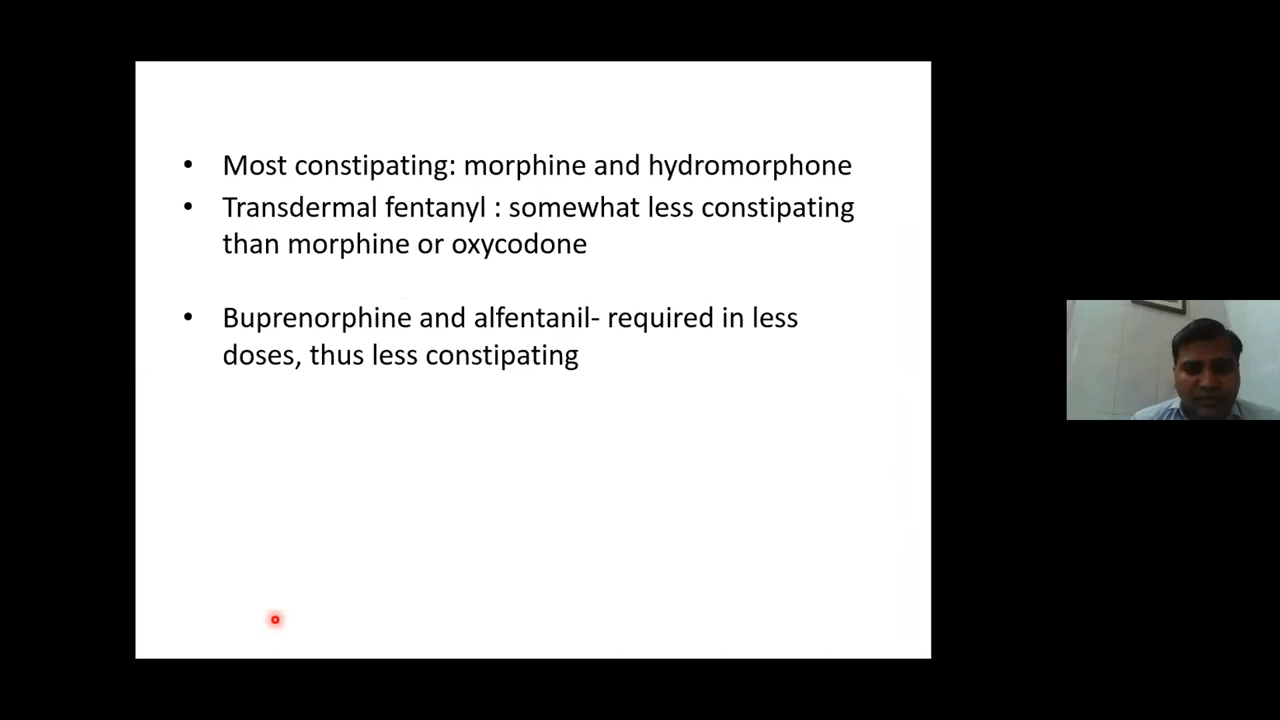 • Most constipating: morphine and hydromorphone
• Transdermal fentanyl : somewhat less constipating
than morphine or oxycodone
• Buprenorphine and alfentanil- required in less
doses, thus less constipating